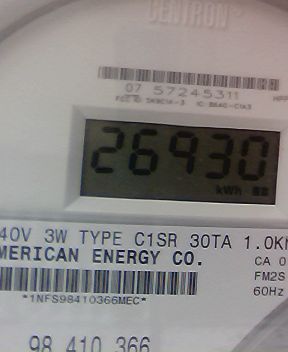 CENTRON
07 57245311
26930
kWh
40V 3W TYPE C1SR 30TA 1.0K
MERICAN ENERGY CO.
CA 0
FM2S
60Hz
*1NFS98410366MEC*
98 410 366